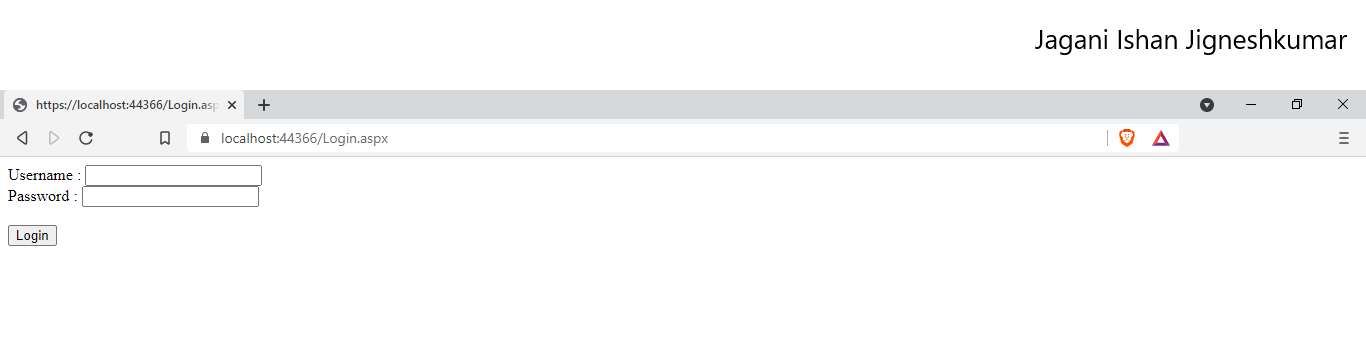 Jagani Ishan Jigneshkumar
https://localhost:44366/Login.asp
localhost:44366/Login.aspx
Username :
Password :
Login